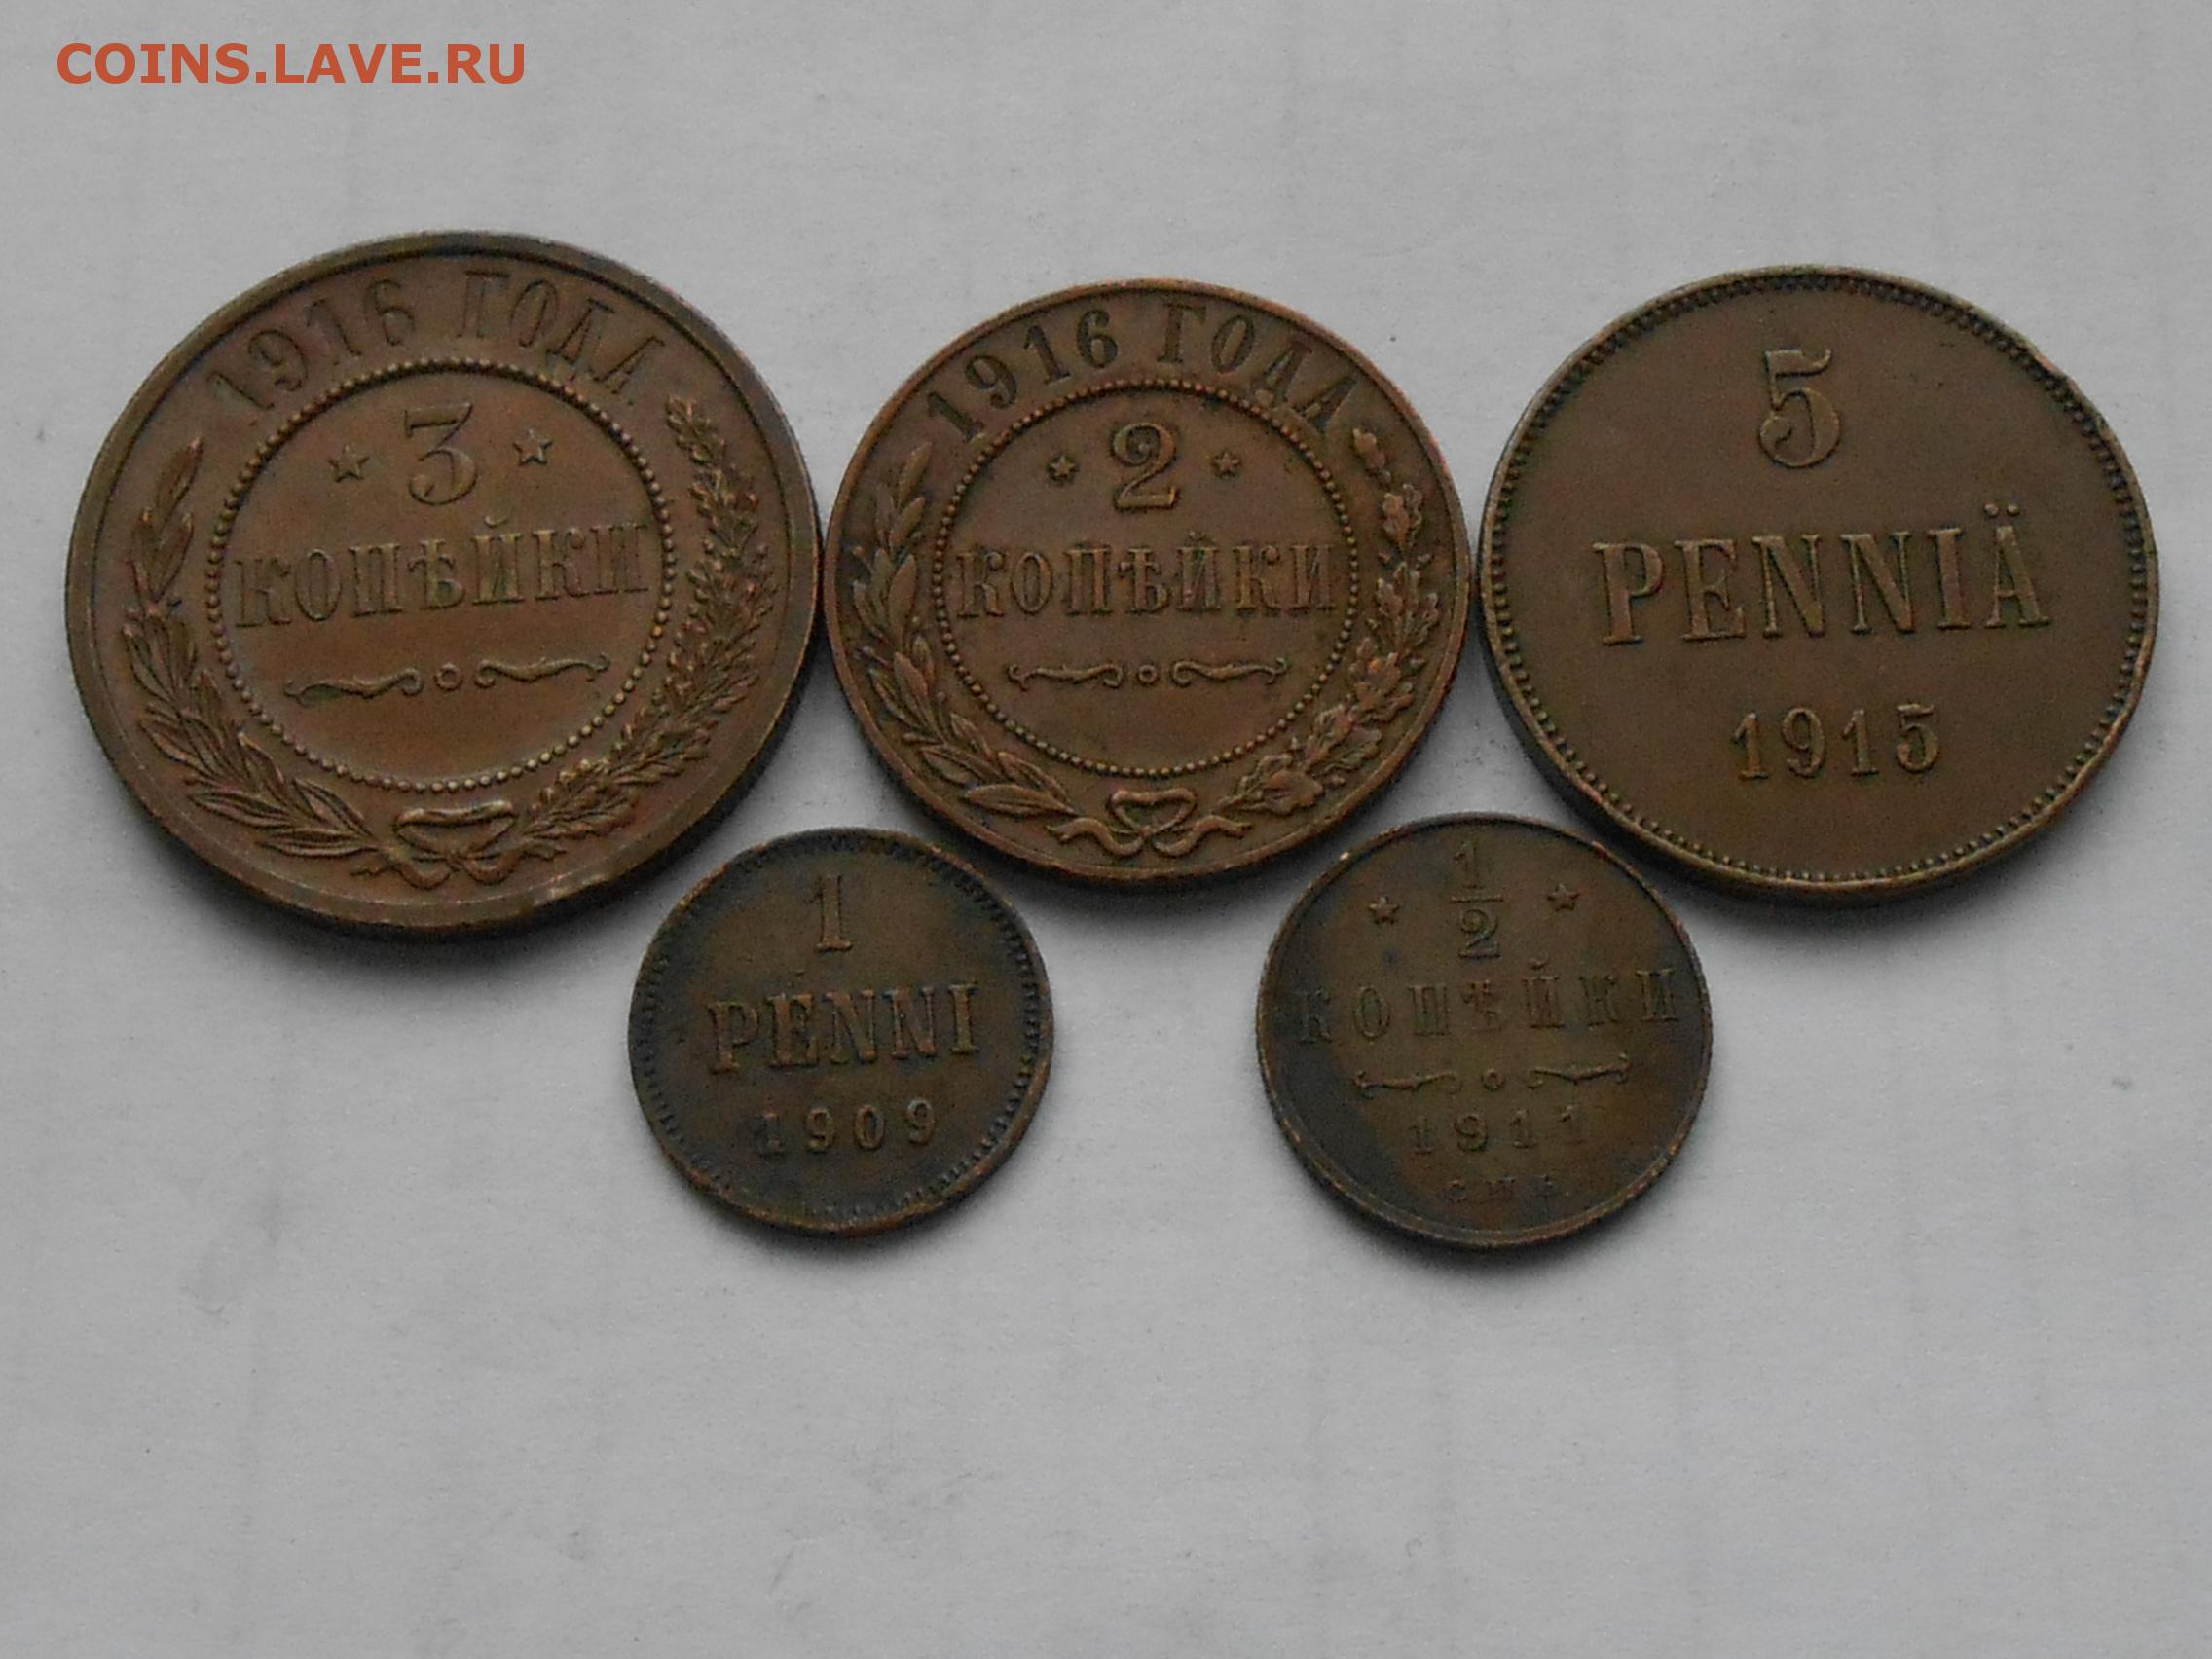 COINS.LAVE.RU
1916 ГОДА
3
КОПѢЙКИ
1916 ГОДА
2
КОПѢЙКИ
5
PENNIÄ
1915
1
PENNI
1909
1/2
КОПѢЙКИ
1911
С.П.Б.